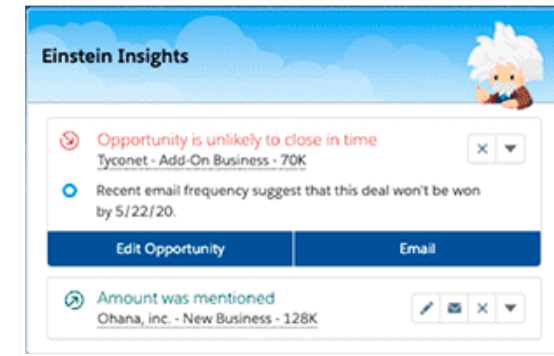 Einstein Insights
Opportunity is unlikely to close in time
Tyconet - Add-On Business - 70K
Recent email frequency suggest that this deal won't be won
by 5/22/20.
Edit Opportunity
Email
Amount was mentioned
Ohana, inc. - New Business - 128K